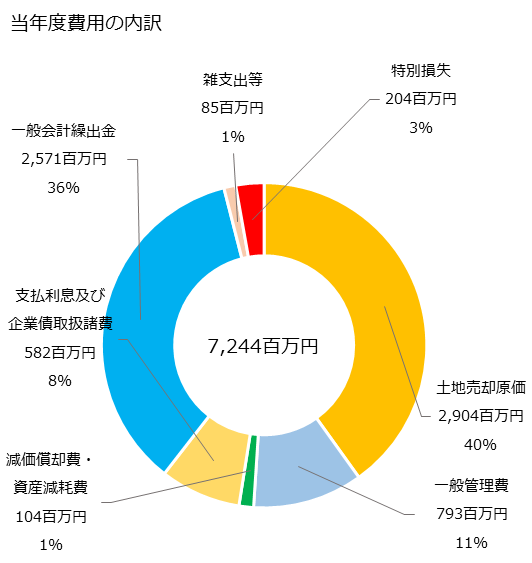 当年度費用の内訳
特別損失
204百万円
3%
雑支出等
85百万円
1%
一般会計繰出金
2,571百万円
36%
支払利息及び
企業債取扱諸費
582百万円
8%
7,244百万円
土地売却原価
2,904百万円
40%
減価償却費・
資産減耗費
104百万円
1%
一般管理費
793百万円
11%